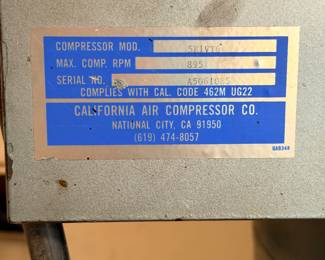 COMPRESSOR MOD.
MAX. COMP. RPM 895
SERIAL NO.
COMPLIES WITH CAL. CODE 462M UG22
CALIFORNIA AIR COMPRESSOR CO.
NATIONAL CITY, CA 91950
(619) 474-8057